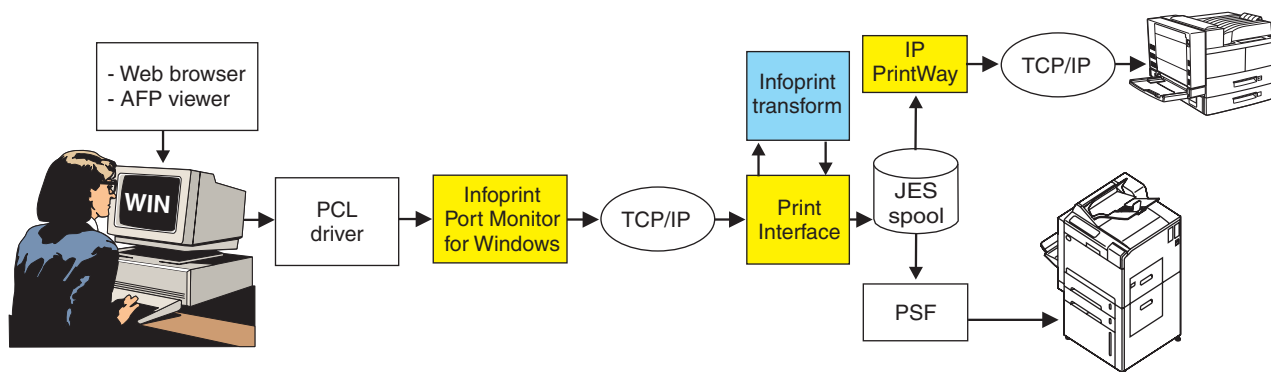 - Web browser
- AFP viewer
WIN
PCL
driver
Infoprint
Port Monitor
for Windows
TCP/IP
Infoprint
transform
Print
Interface
JES
spool
IP
PrintWay
TCP/IP
PSF